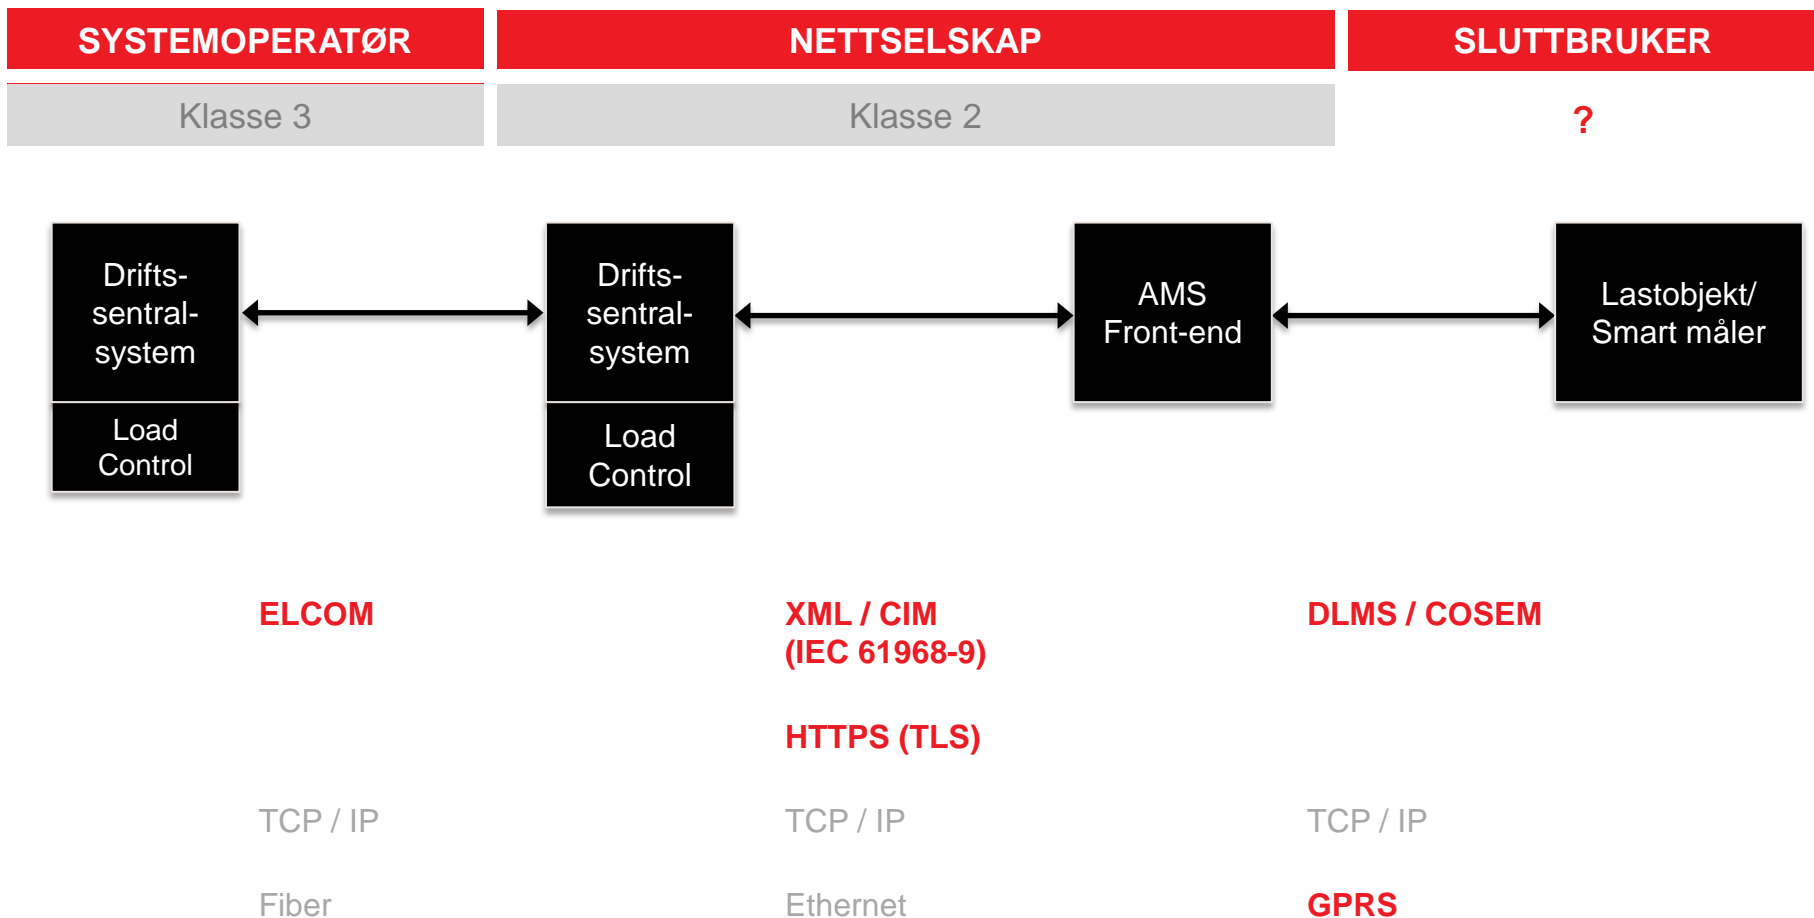 SYSTEMOPERATØR
NETTSELSKAP
SLUTTBRUKER
Klasse 3
Klasse 2
?
Drifts-
sentral-
system
Load
Control
Drifts-
sentral-
system
Load
Control
AMS
Front-end
Lastobjekt/
Smart måler
ELCOM
XML / CIM
(IEC 61968-9)
DLMS / COSEM
HTTPS (TLS)
TCP / IP
TCP / IP
TCP / IP
Fiber
Ethernet
GPRS